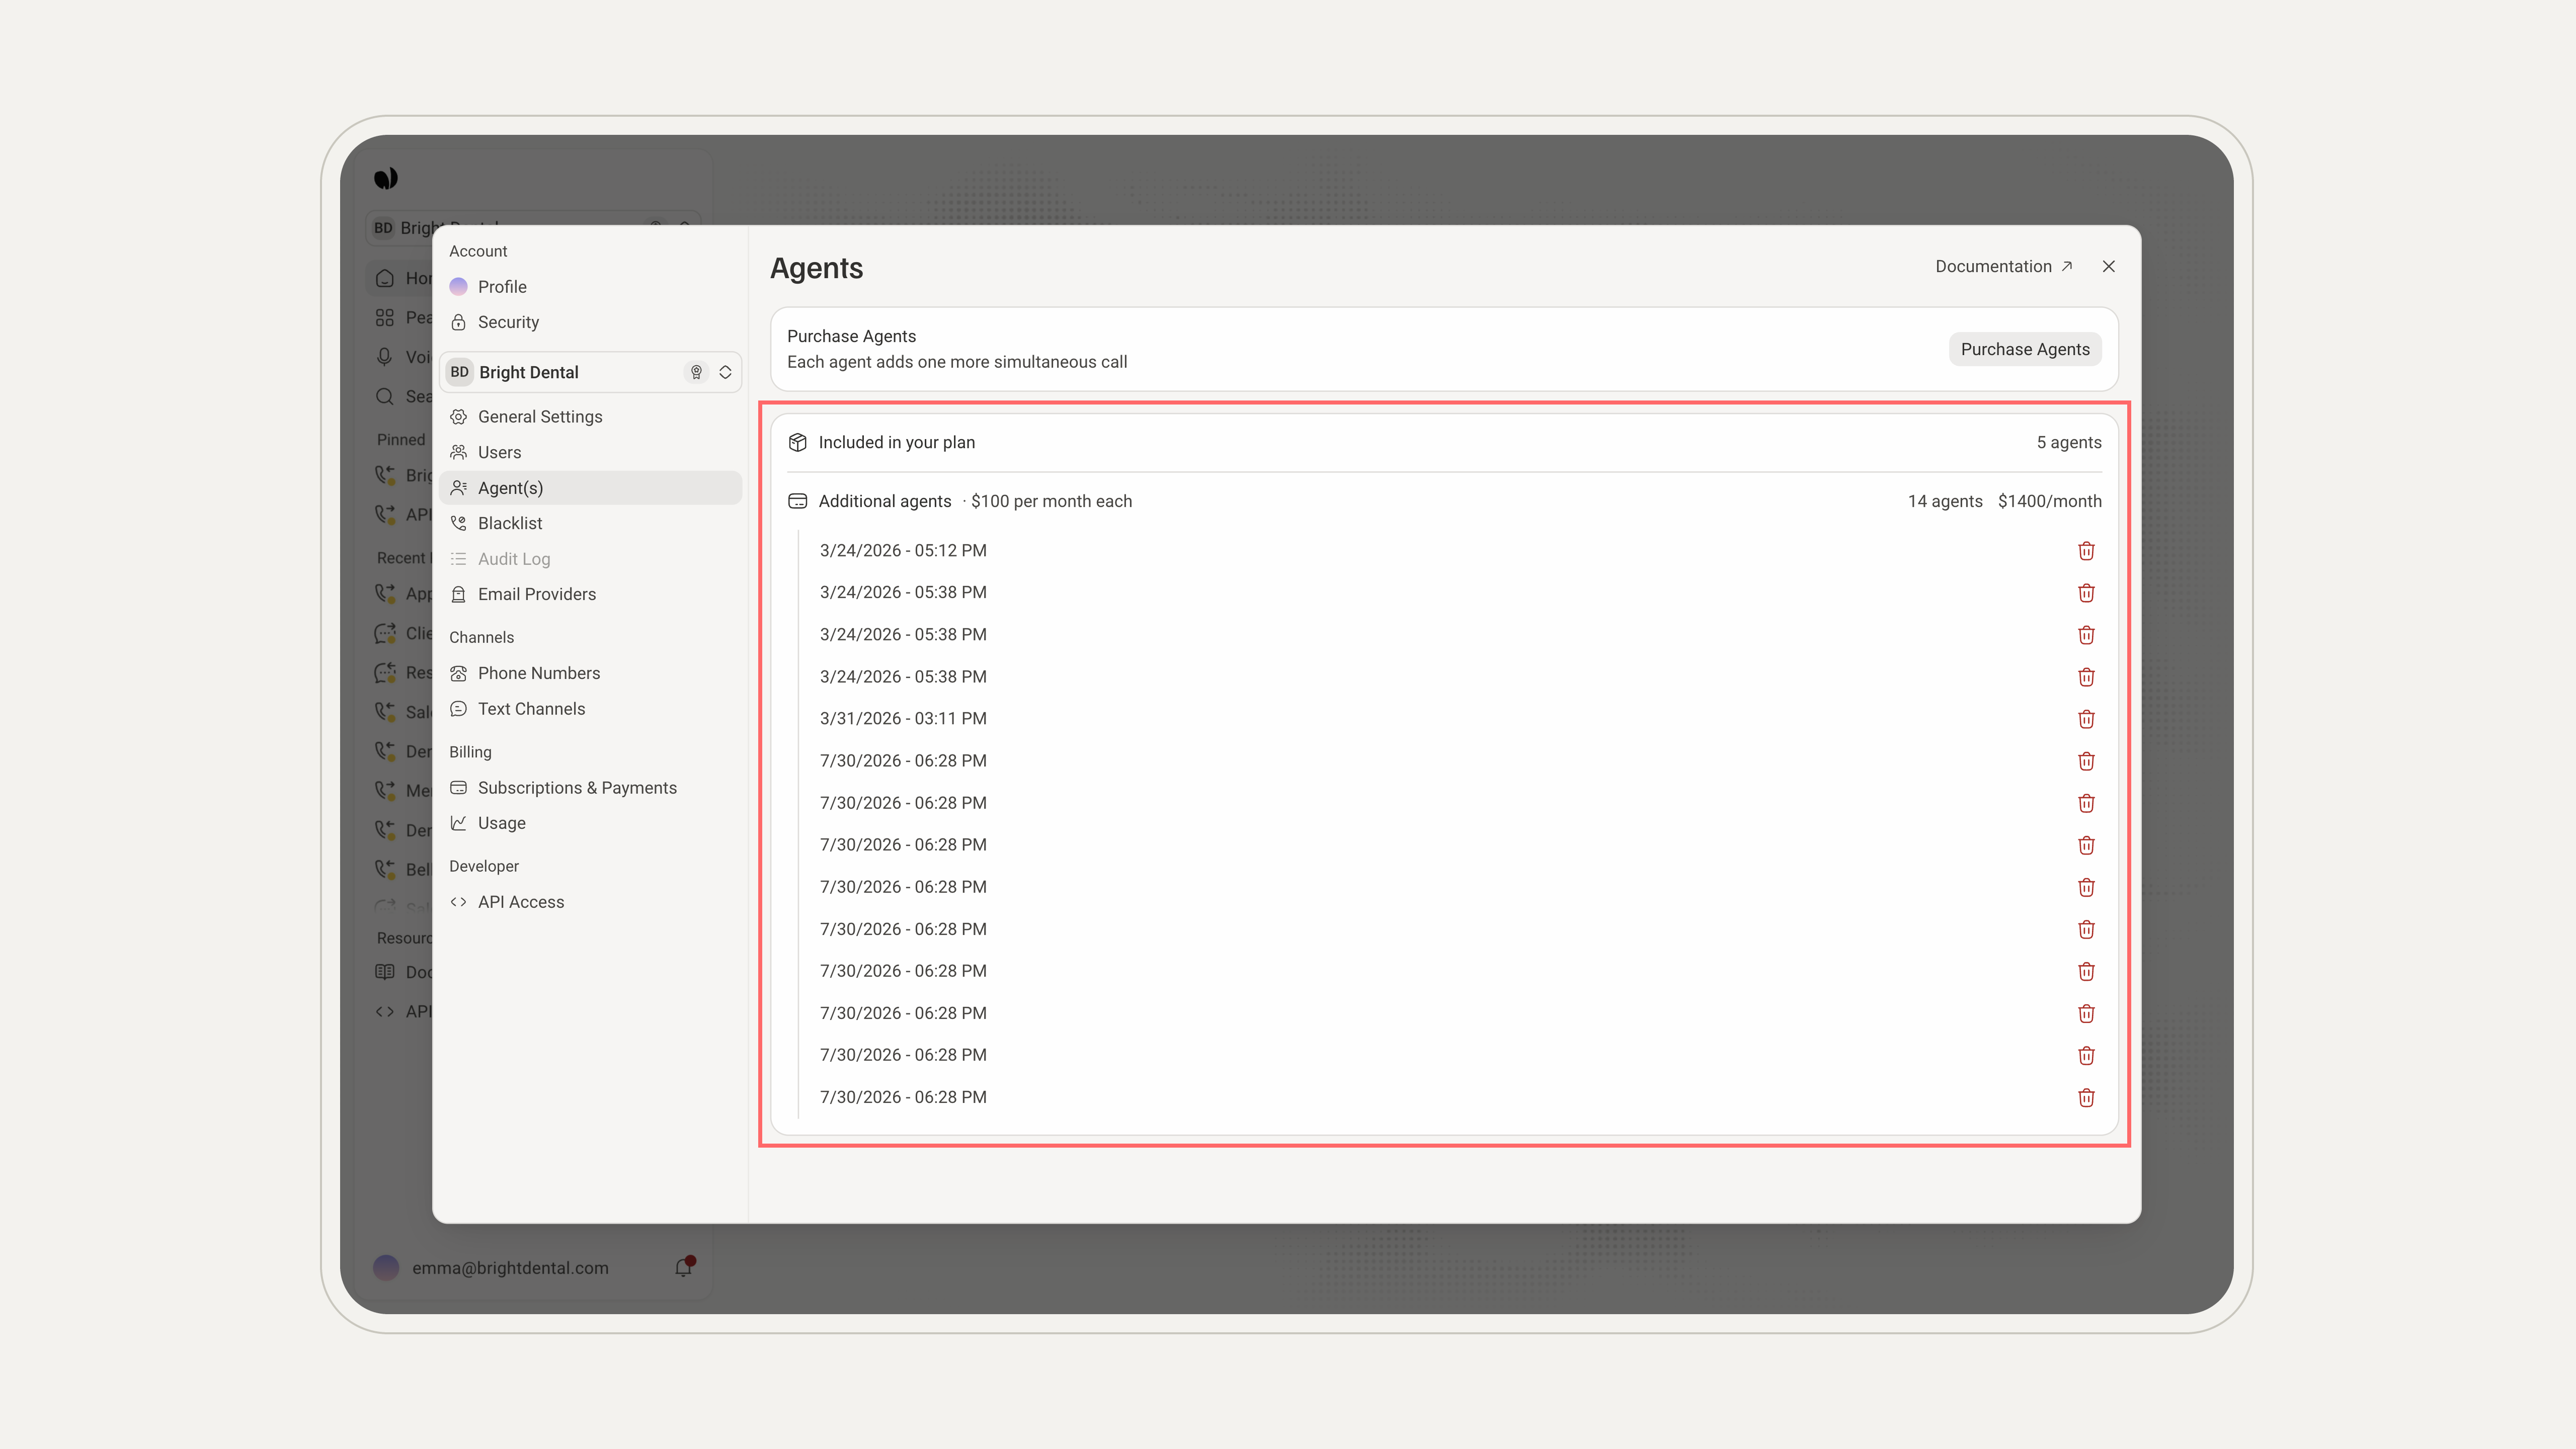 BD
Account
Profile
Security
BD Bright Dental
General Settings
Users
Agent(s)
Blacklist
Audit Log
Email Providers
Channels
Phone Numbers
Text Channels
Billing
Subscriptions & Payments
Usage
Developer
API Access
Pinned
API
Recent
emma@brightdental.com
Agents
Documentation
Purchase Agents
Each agent adds one more simultaneous call
Purchase Agents
Included in your plan 5 agents
Additional agents · $100 per month each 14 agents $1400/month
3/24/2026 - 05:12 PM
3/24/2026 - 05:38 PM
3/24/2026 - 05:38 PM
3/24/2026 - 05:38 PM
3/31/2026 - 03:11 PM
7/30/2026 - 06:28 PM
7/30/2026 - 06:28 PM
7/30/2026 - 06:28 PM
7/30/2026 - 06:28 PM
7/30/2026 - 06:28 PM
7/30/2026 - 06:28 PM
7/30/2026 - 06:28 PM
7/30/2026 - 06:28 PM
7/30/2026 - 06:28 PM